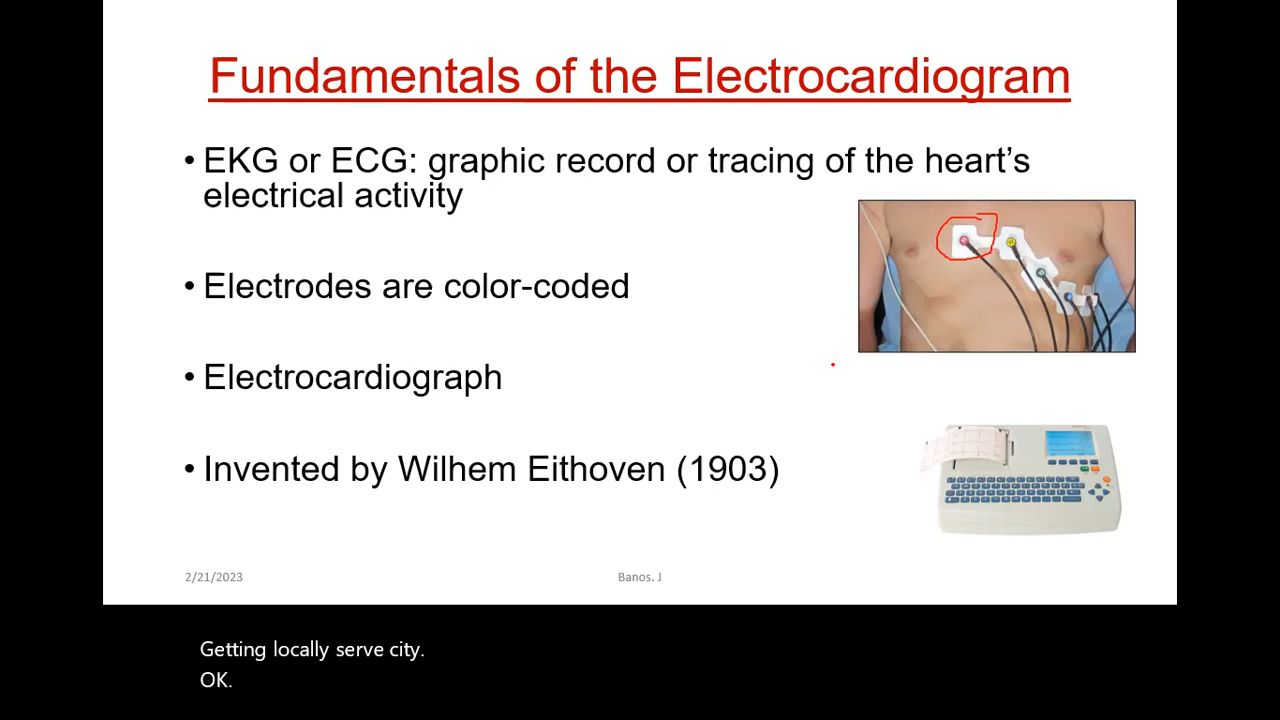 Fundamentals of the Electrocardiogram
• EKG or ECG: graphic record or tracing of the heart’s
electrical activity
• Electrodes are color-coded
• Electrocardiograph
• Invented by Wilhem Eithoven (1903)
2/21/2023
Banos. J
Getting locally serve city.
OK.